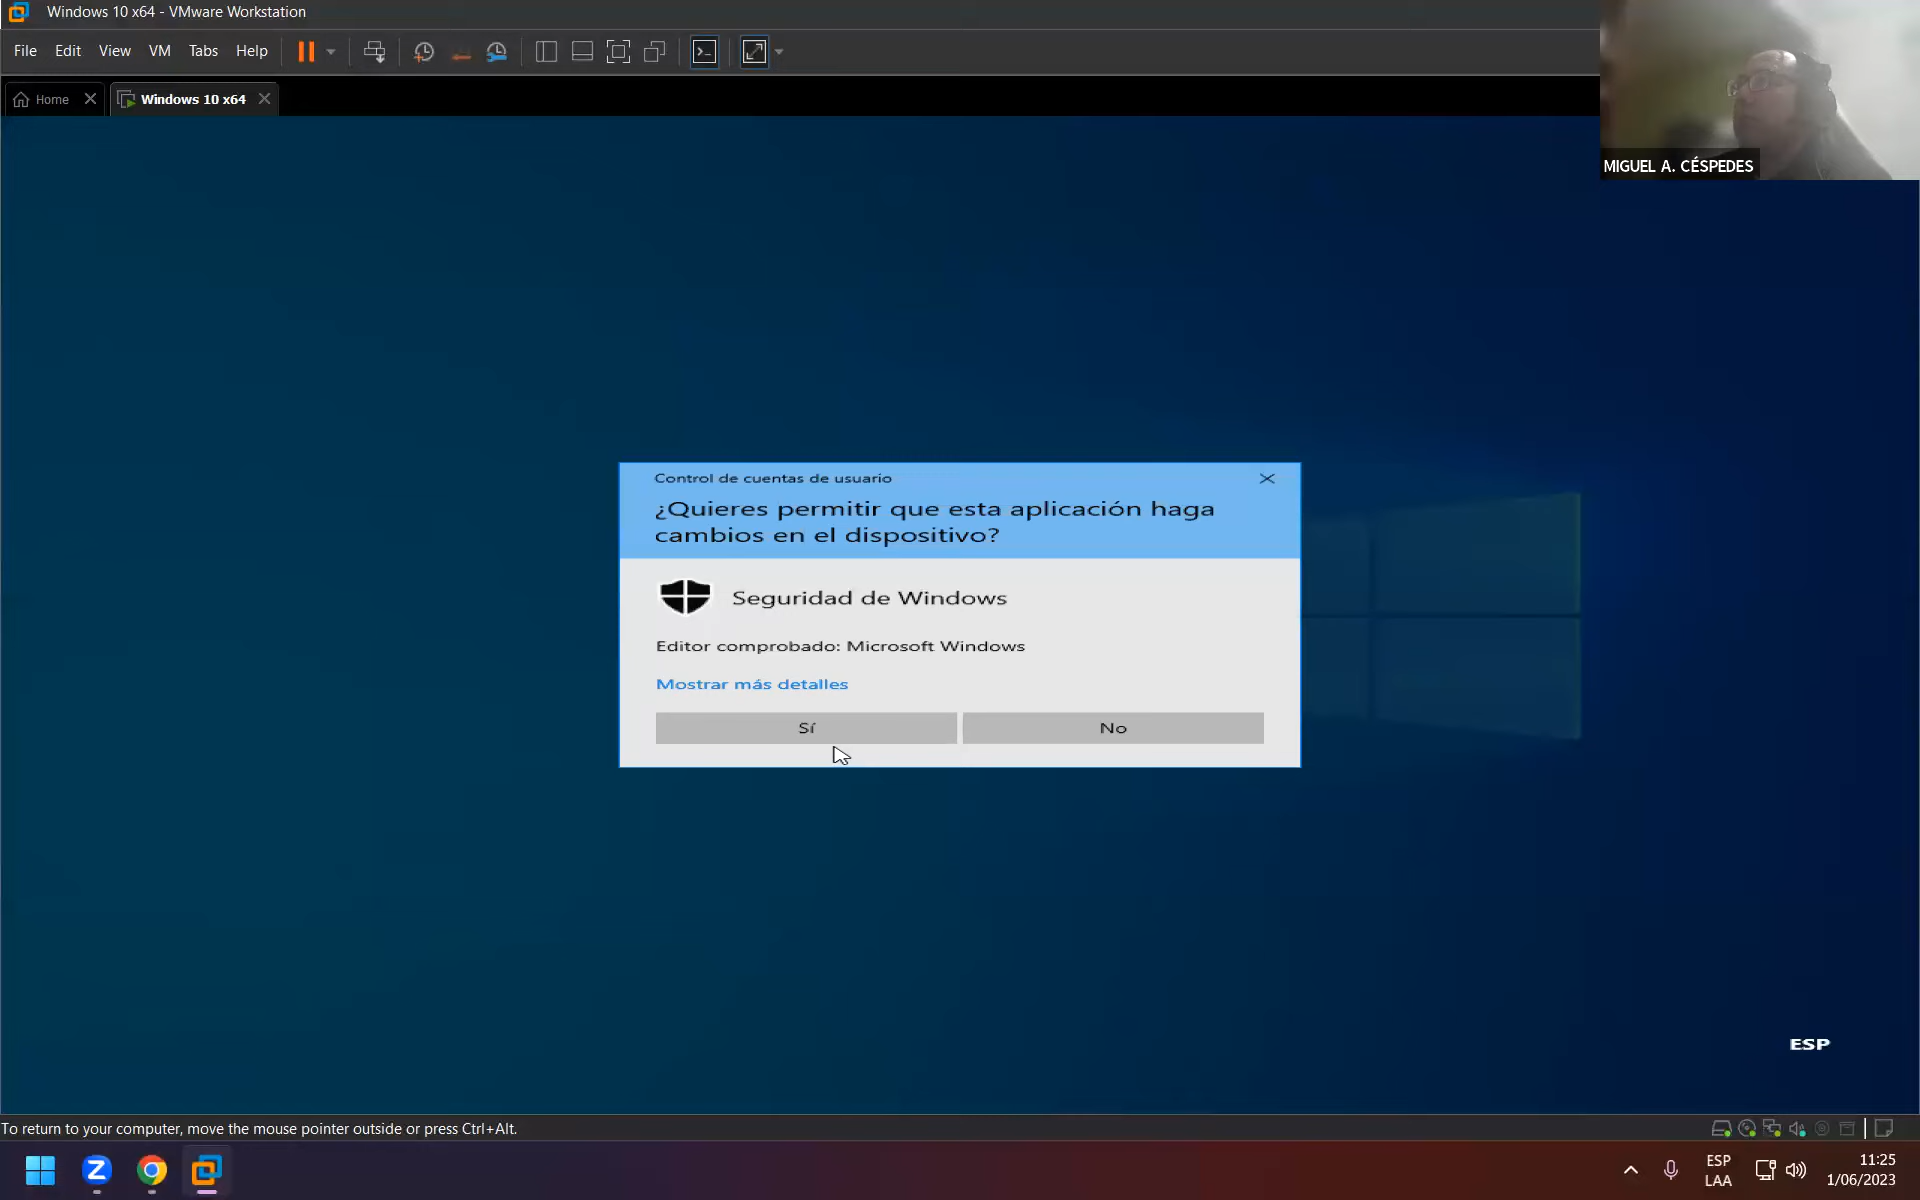 Windows 10 x64 - VMware Workstation
File Edit View VM Tabs Help
Home
Windows 10 x64
MIGUEL A. CÉSPEDES
Control de cuentas de usuario
¿Quieres permitir que esta aplicación haga
cambios en el dispositivo?
Seguridad de Windows
Editor comprobado: Microsoft Windows
Mostrar más detalles
Sí
No
ESP
To return to your computer, move the mouse pointer outside or press Ctrl+Alt.
ESP
LAA
11:25
1/06/2023